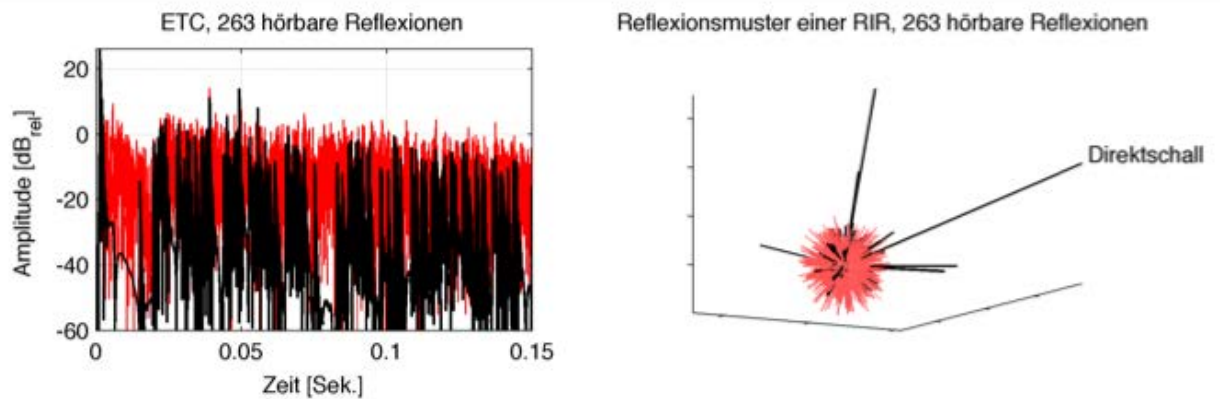 ETC, 263 hörbare Reflexionen
20
0
-20
-40
-60
Amplitude [dB_rel]
0
0.05
0.1
0.15
Zeit [Sek.]
Reflexionsmuster einer RIR, 263 hörbare Reflexionen
Direktschall